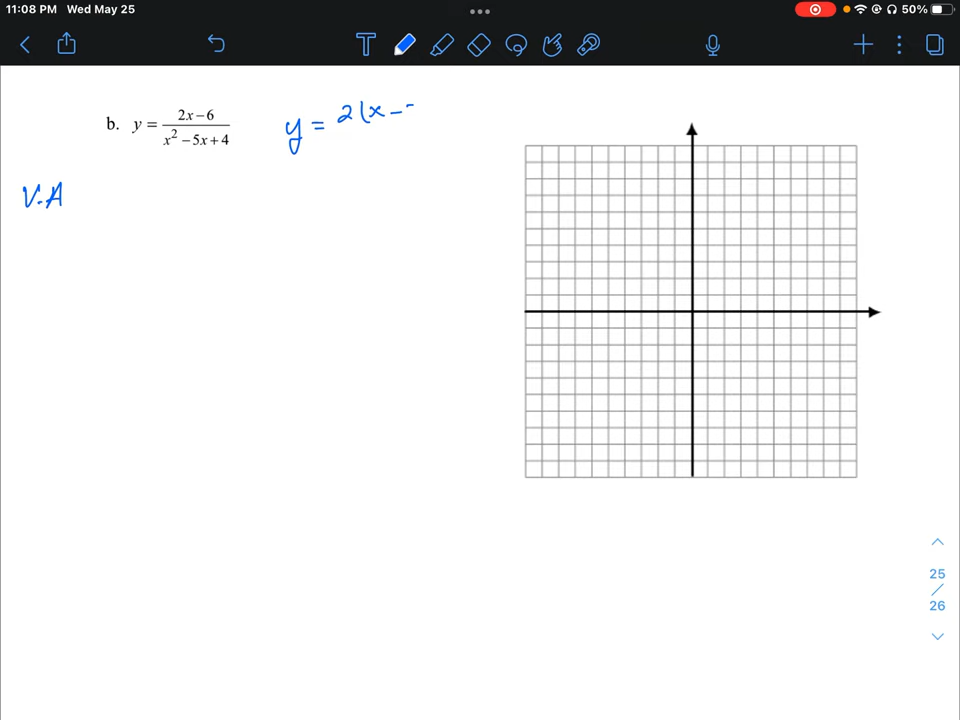 11:08 PM Wed May 25
50%
T
b. y = (2x − 6)/(x² − 5x + 4)
y = 2(x −
V.A
25
/
26